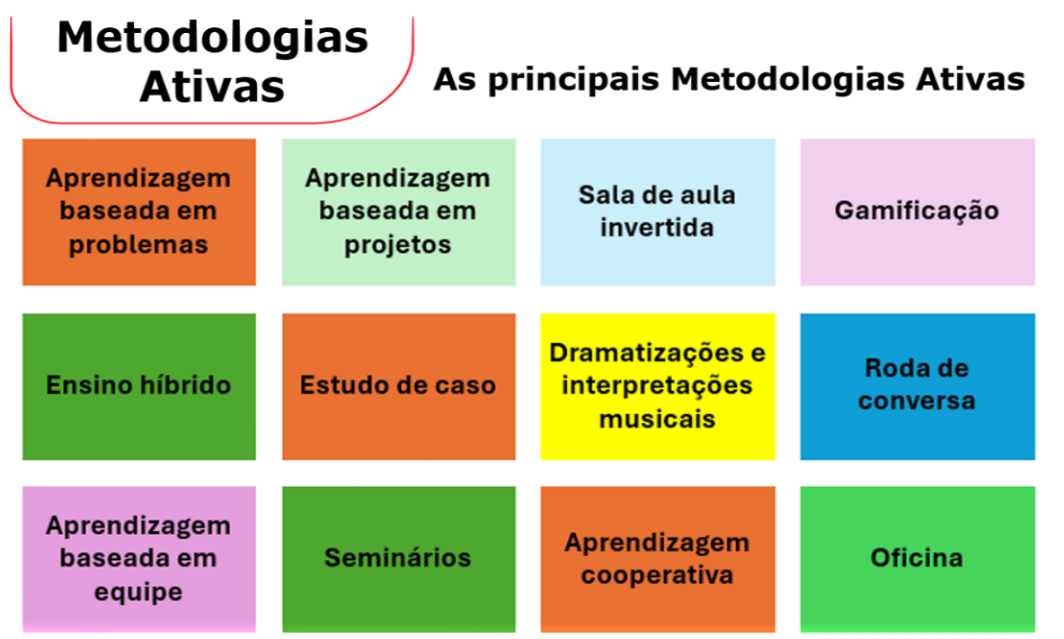 Metodologias
Ativas
As principais Metodologias Ativas
Aprendizagem
baseada em
problemas
Aprendizagem
baseada em
projetos
Sala de aula
invertida
Gamificação
Ensino híbrido
Estudo de caso
Dramatizações e
interpretações
musicais
Roda de
conversa
Aprendizagem
baseada em
equipe
Seminários
Aprendizagem
cooperativa
Oficina